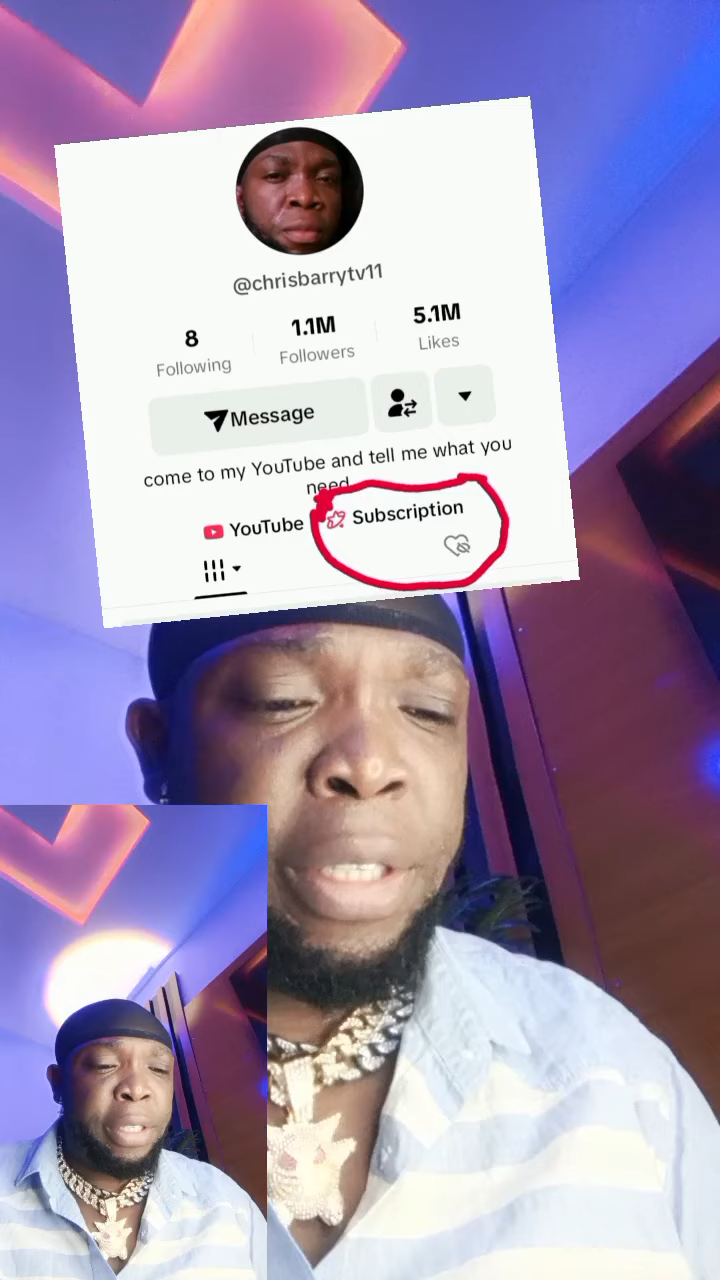 @chrisbarrytv11
8 1.1M 5.1M
Following Followers Likes
Message
come to my YouTube and tell me what you
need
YouTube Subscription